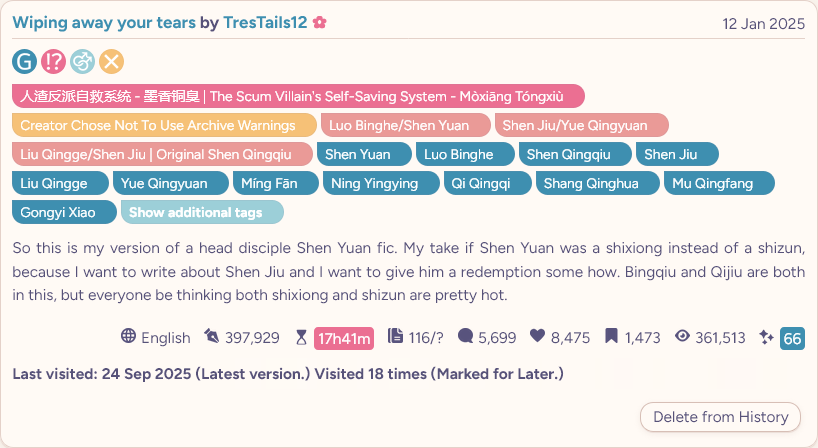 Wiping away your tears by TresTails12
12 Jan 2025
G !?
人渣反派自救系统 - 墨香铜臭 | The Scum Villain's Self-Saving System - Mòxiāng Tóngxiù
Creator Chose Not To Use Archive Warnings Luo Binghe/Shen Yuan Shen Jiu/Yue Qingyuan
Liu Qingge/Shen Jiu | Original Shen Qingqiu Shen Yuan Luo Binghe Shen Qingqiu Shen Jiu
Liu Qingge Yue Qingyuan Míng Fān Ning Yingying Qi Qingqi Shang Qinghua Mu Qingfang
Gongyi Xiao Show additional tags
So this is my version of a head disciple Shen Yuan fic. My take if Shen Yuan was a shixiong instead of a shizun,
because I want to write about Shen Jiu and I want to give him a redemption some how. Bingqiu and Qijiu are both
in this, but everyone be thinking both shixiong and shizun are pretty hot.
English 397,929 17h41m 116/? 5,699 8,475 1,473 361,513 66
Last visited: 24 Sep 2025 (Latest version.) Visited 18 times (Marked for Later.)
Delete from History